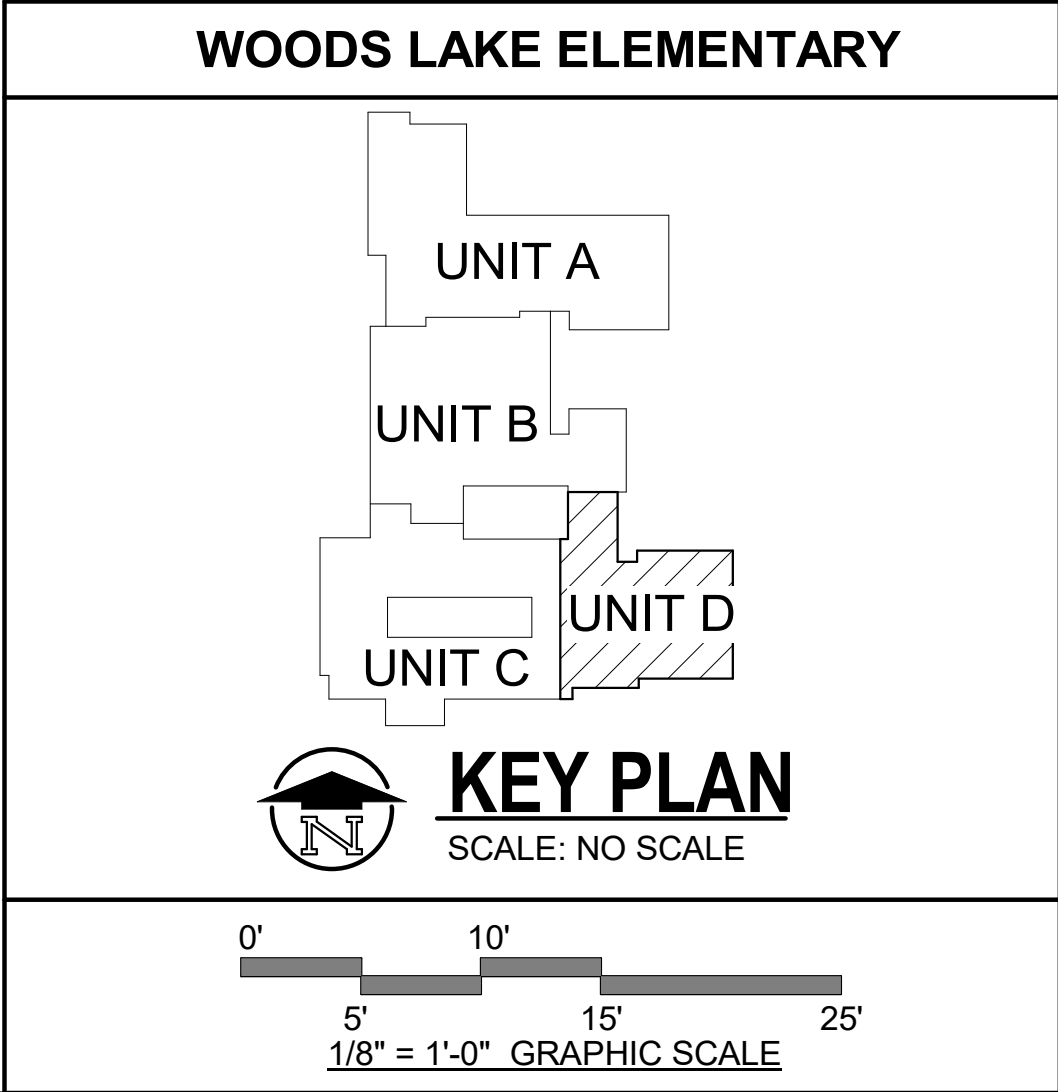 WOODS LAKE ELEMENTARY
UNIT A
UNIT B
UNIT D
UNIT C
N
KEY PLAN
SCALE: NO SCALE
0' 10'
5' 15' 25'
1/8" = 1'-0" GRAPHIC SCALE